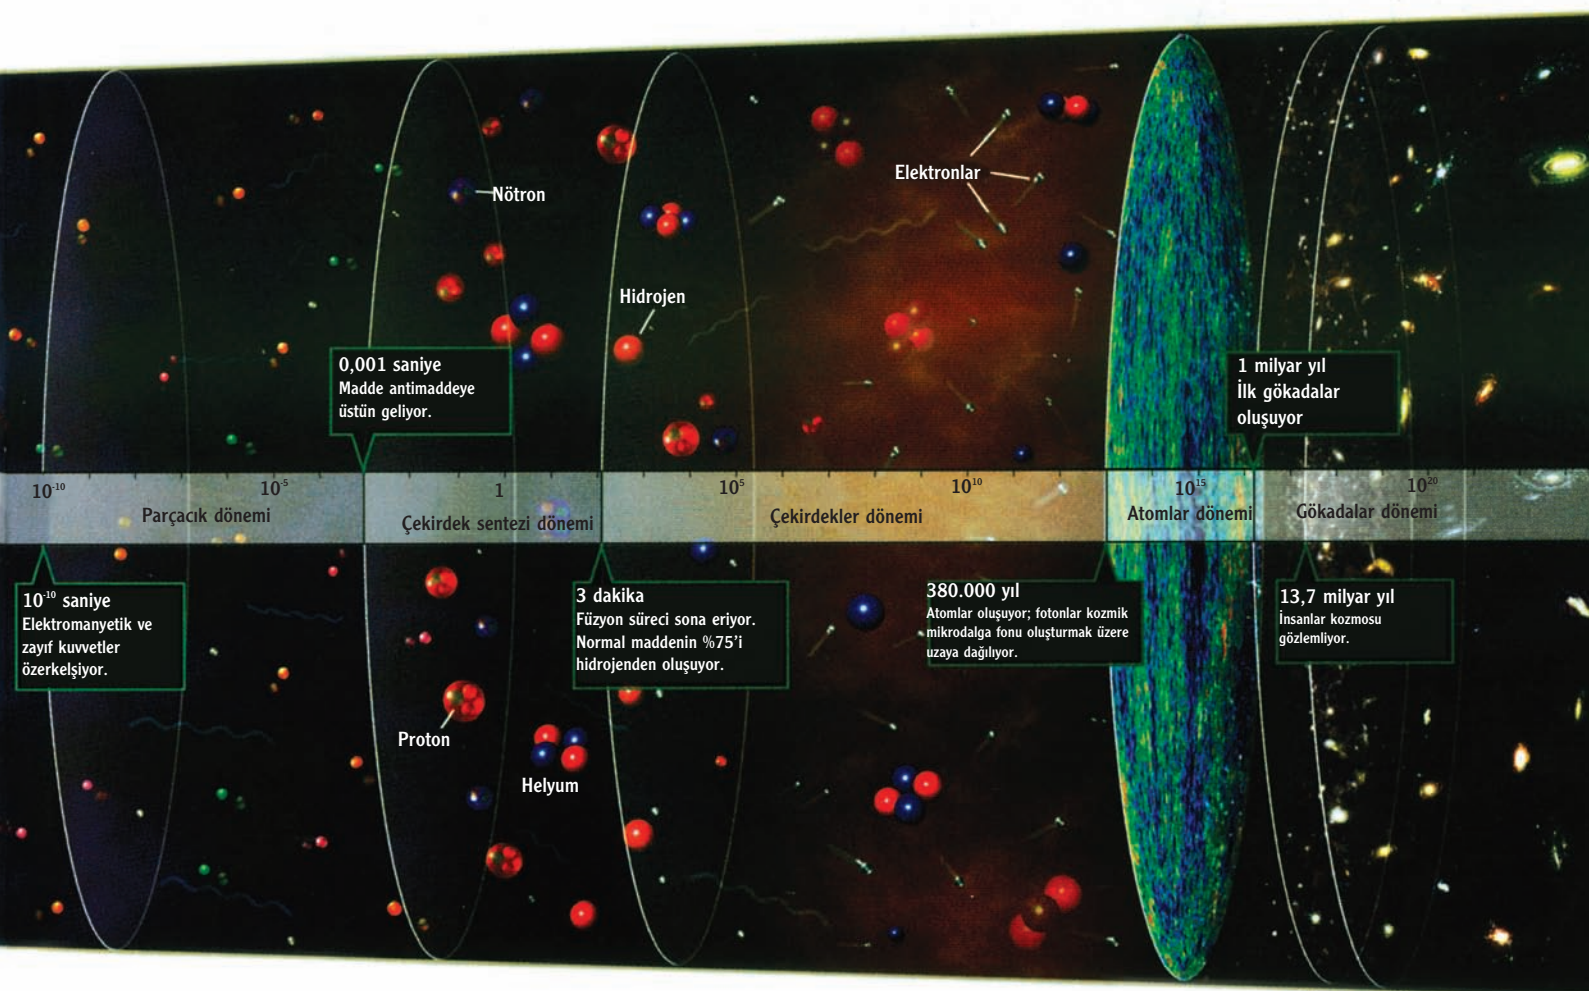 Nötron
Elektronlar
Hidrojen
0,001 saniye
Madde antimaddeye
üstün geliyor.
1 milyar yıl
İlk gökadalar
oluşuyor
10⁻¹⁰
10⁻⁵
1
10⁵
10¹⁰
10¹⁵
10²⁰
Parçacık dönemi
Çekirdek sentezi dönemi
Çekirdekler dönemi
Atomlar dönemi
Gökadalar dönemi
10⁻¹⁰ saniye
Elektromanyetik ve
zayıf kuvvetler
özerkelşiyor.
3 dakika
Füzyon süreci sona eriyor.
Normal maddenin %75’i
hidrojenden oluşuyor.
380.000 yıl
Atomlar oluşuyor; fotonlar kozmik
mikrodalga fonu oluşturmak üzere
uzaya dağılıyor.
13,7 milyar yıl
İnsanlar kozmosu
gözlemliyor.
Proton
Helyum